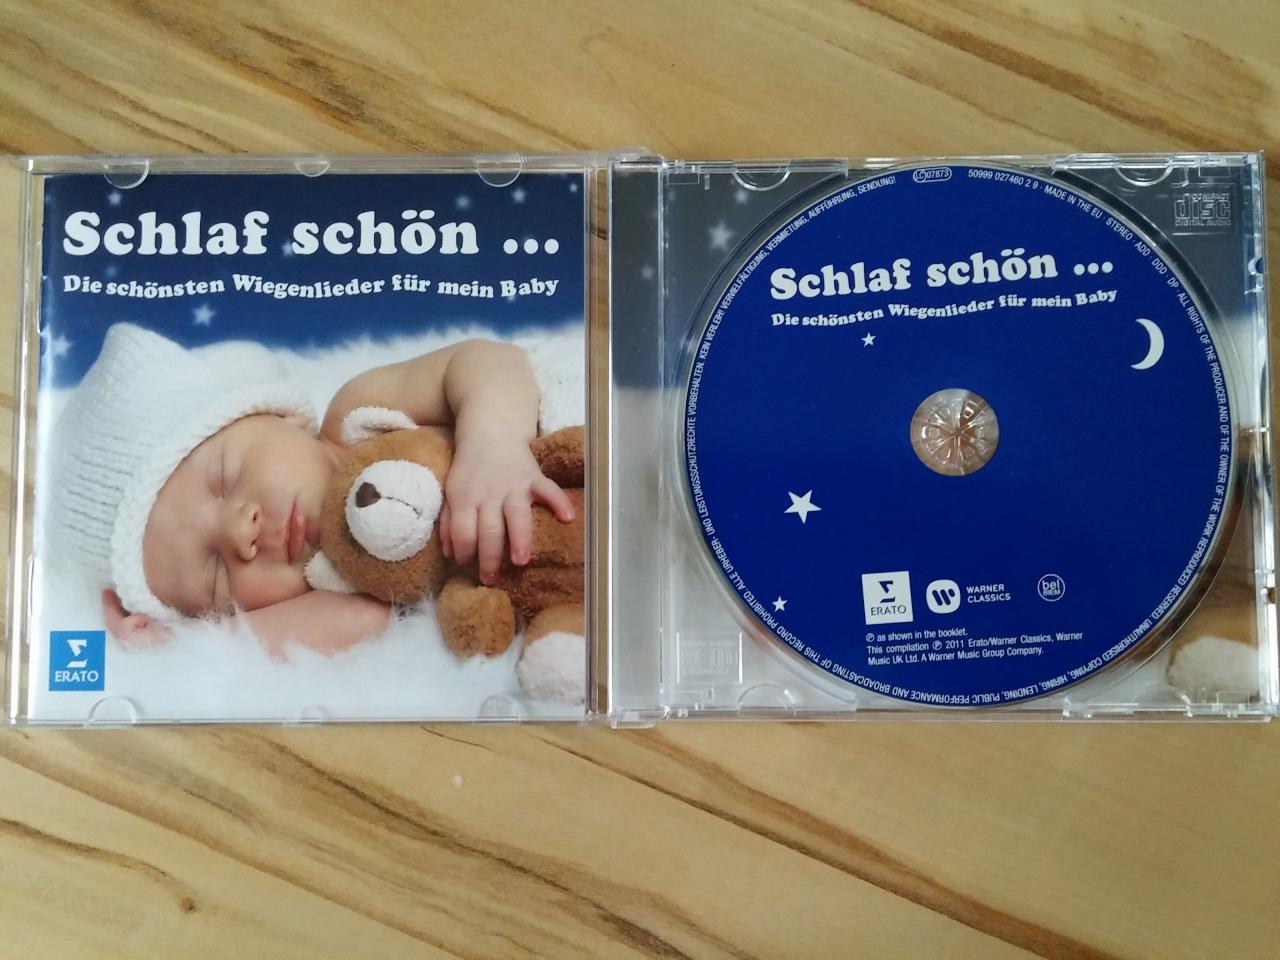 Schlaf schön ...
Die schönsten Wiegenlieder für mein Baby
ERATO
Schlaf schön ...
Die schönsten Wiegenlieder für mein Baby
ERATO
WARNER
CLASSICS
bel
BIEM
℗ as shown in the booklet.
This compilation ℗ 2011 Erato/Warner Classics, Warner
Music UK Ltd. A Warner Music Group Company.
LC 07873
50999 027460 2 9 · MADE IN THE EU · STEREO · ADD · DDD · DP · ALL RIGHTS OF THE PRODUCER AND OF THE OWNER OF THE WORK REPRODUCED RESERVED. UNAUTHORISED COPYING, HIRING, LENDING, PUBLIC PERFORMANCE AND BROADCASTING OF THIS RECORD PROHIBITED. ALLE URHEBER- UND LEISTUNGSSCHUTZRECHTE VORBEHALTEN. KEIN VERLEIH! VERVIELFÄLTIGUNG, VERMIETUNG, AUFFÜHRUNG, SENDUNG!
COMPACT
disc
DIGITAL AUDIO